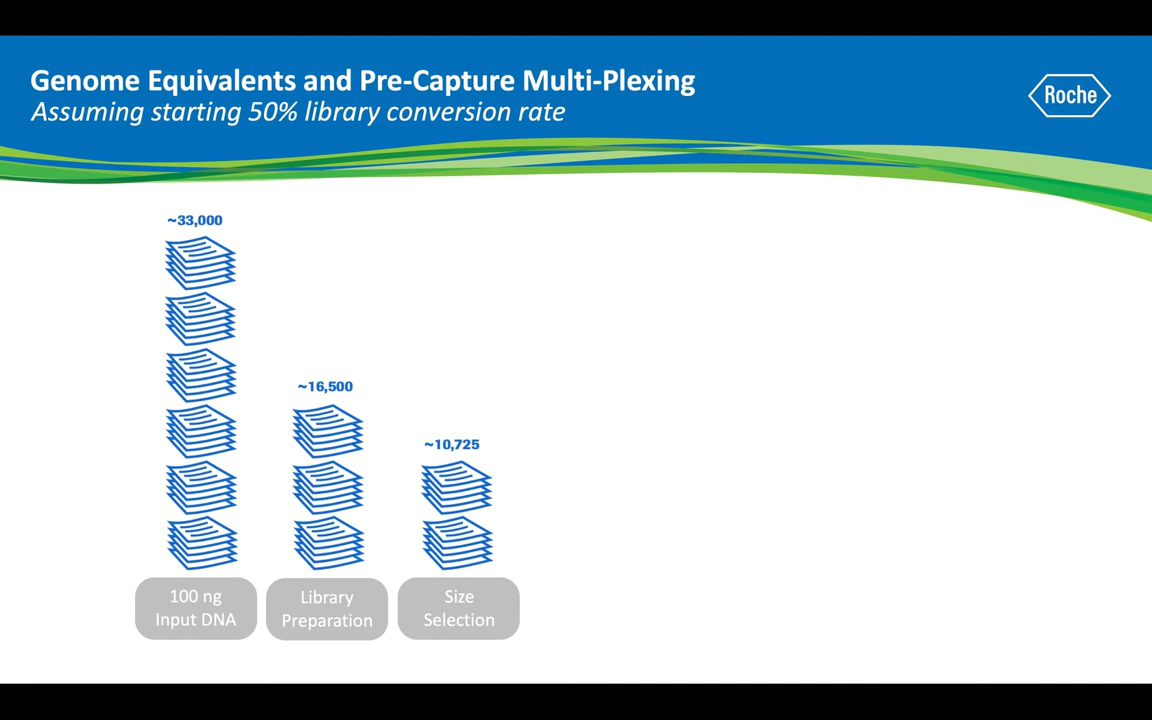 Genome Equivalents and Pre-Capture Multi-Plexing
Assuming starting 50% library conversion rate
Roche
~33,000
~16,500
~10,725
100 ng
Input DNA
Library
Preparation
Size
Selection